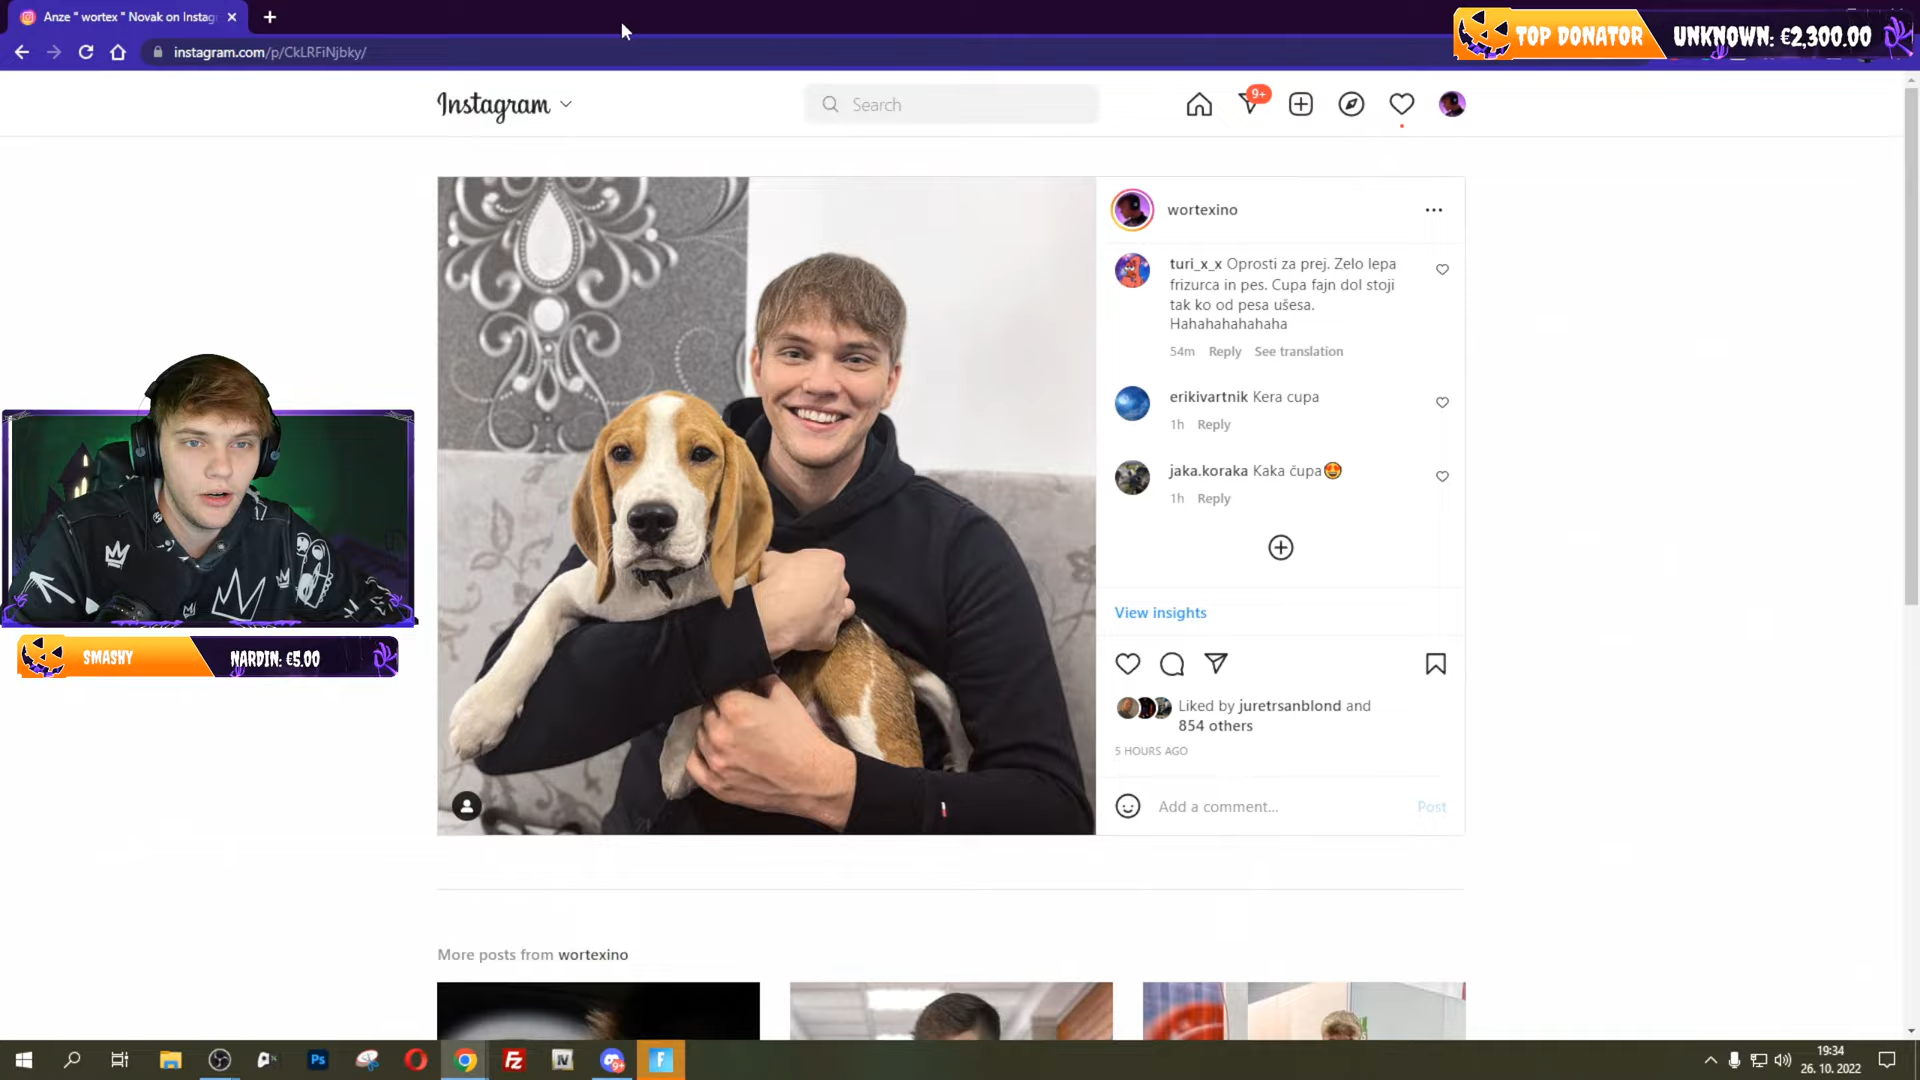 Anze " wortex " Novak on Instag
instagram.com/p/CkLRFiNjbky/
TOP DONATOR
UNKNOWN: €2,300.00
Instagram
Search
9+
wortexino
turi_x_x Oprosti za prej. Zelo lepa
frizurca in pes. Cupa fajn dol stoji
tak ko od pesa ušesa.
Hahahahahahaha
54m Reply See translation
erikivartnik Kera cupa
1h Reply
jaka.koraka Kaka čupa🤩
1h Reply
View insights
Liked by juretrsanblond and
854 others
5 HOURS AGO
Add a comment...
Post
SMASHY
NARDIN: €5.00
More posts from wortexino
Ps
FZ
IV
9+
F
19:34
26. 10. 2022